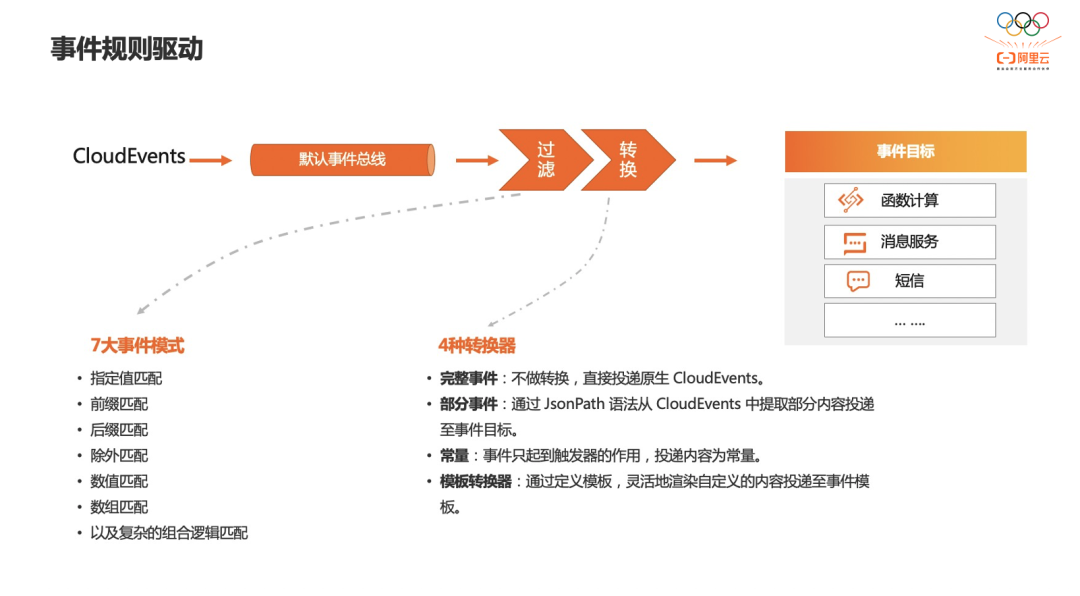 事件规则驱动
阿里云
CloudEvents
默认事件总线
过滤
转换
事件目标
函数计算
消息服务
短信
... ....
7大事件模式
• 指定值匹配
• 前缀匹配
• 后缀匹配
• 除外匹配
• 数值匹配
• 数组匹配
• 以及复杂的组合逻辑匹配
4种转换器
• 完整事件：不做转换，直接投递原生 CloudEvents。
• 部分事件：通过 JsonPath 语法从 CloudEvents 中提取部分内容投递
至事件目标。
• 常量：事件只起到触发器的作用，投递内容为常量。
• 模板转换器：通过定义模板，灵活地渲染自定义的内容投递至事件模
板。